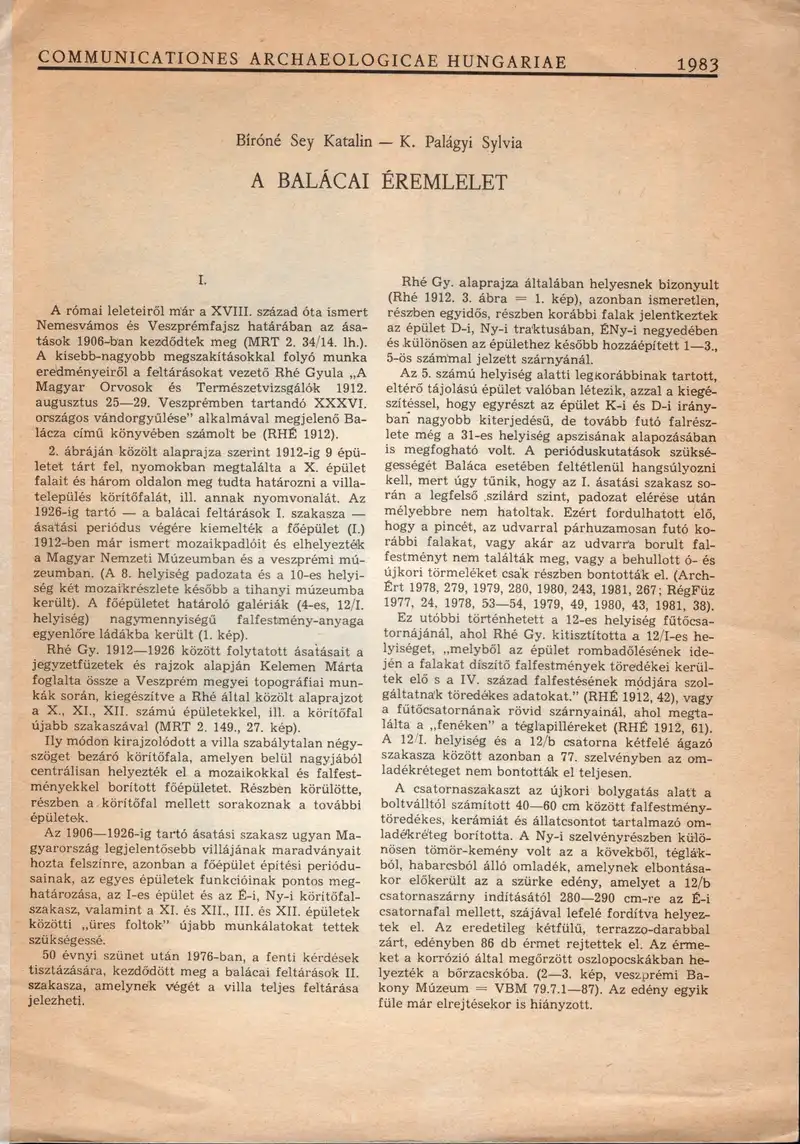 COMMUNICATIONES ARCHAEOLOGICAE HUNGARIAE 1983
Bíróné Sey Katalin — K. Palágyi Sylvia
A BALÁCAI ÉREMLELET
I.
A római leleteiről már a XVIII. század óta ismert
Nemesvámos és Veszprémfajsz határában az ása-
tások 1906-ban kezdődtek meg (MRT 2. 34/14. lh.).
A kisebb-nagyobb megszakításokkal folyó munka
eredményeiről a feltárásokat vezető Rhé Gyula „A
Magyar Orvosok és Természetvizsgálók 1912.
augusztus 25—29. Veszprémben tartandó XXXVI.
országos vándorgyűlése” alkalmával megjelenő Ba-
lácza című könyvében számolt be (RHÉ 1912).
2. ábráján közölt alaprajza szerint 1912-ig 9 épü-
letet tárt fel, nyomokban megtalálta a X. épület
falait és három oldalon meg tudta határozni a villa-
település körítőfalát, ill. annak nyomvonalát. Az
1926-ig tartó — a balácai feltárások I. szakasza —
ásatási periódus végére kiemelték a főépület (I.)
1912-ben már ismert mozaikpadlóit és elhelyezték
a Magyar Nemzeti Múzeumban és a veszprémi mú-
zeumban. (A 8. helyiség padozata és a 10-es helyi-
ség két mozaikrészlete később a tihanyi múzeumba
került). A főépületet határoló galériák (4-es, 12/I.
helyiség) nagymennyiségű falfestmény-anyaga
egyenlőre ládákba került (1. kép).
Rhé Gy. 1912—1926 között folytatott ásatásait a
jegyzetfüzetek és rajzok alapján Kelemen Márta
foglalta össze a Veszprém megyei topográfiai mun-
kák során, kiegészítve a Rhé által közölt alaprajzot
a X., XI., XII. számú épületekkel, ill. a körítőfal
újabb szakaszával (MRT 2. 149., 27. kép).
Ily módon kirajzolódott a villa szabálytalan négy-
szöget bezáró körítőfala, amelyen belül nagyjából
centrálisan helyezték el a mozaikokkal és falfest-
ményekkel borított főépületet. Részben körülötte,
részben a körítőfal mellett sorakoznak a további
épületek.
Az 1906—1926-ig tartó ásatási szakasz ugyan Ma-
gyarország legjelentősebb villájának maradványait
hozta felszínre, azonban a főépület építési periódu-
sainak, az egyes épületek funkcióinak pontos meg-
határozása, az I-es épület és az É-i, Ny-i körítőfal-
szakasz, valamint a XI. és XII., III. és XII. épületek
közötti „üres foltok” újabb munkálatokat tettek
szükségessé.
50 évnyi szünet után 1976-ban, a fenti kérdések
tisztázására, kezdődött meg a balácai feltárások II.
szakasza, amelynek végét a villa teljes feltárása
jelezheti.
Rhé Gy. alaprajza általában helyesnek bizonyult
(Rhé 1912. 3. ábra = 1. kép), azonban ismeretlen,
részben egyidős, részben korábbi falak jelentkeztek
az épület D-i, Ny-i traktusában, ÉNy-i negyedében
és különösen az épülethez később hozzáépített 1—3.,
5-ös számmal jelzett szárnyánál.
Az 5. számú helyiség alatti legkorábbinak tartott,
eltérő tájolású épület valóban létezik, azzal a kiegé-
szítéssel, hogy egyrészt az épület K-i és D-i irány-
ban nagyobb kiterjedésű, de tovább futó falrész-
lete még a 31-es helyiség apszisának alapozásában
is megfogható volt. A perióduskutatások szüksé-
gességét Baláca esetében feltétlenül hangsúlyozni
kell, mert úgy tűnik, hogy az I. ásatási szakasz so-
rán a legfelső szilárd szint, padozat elérése után
mélyebbre nem hatoltak. Ezért fordulhatott elő,
hogy a pincét, az udvarral párhuzamosan futó ko-
rábbi falakat, vagy akár az udvarra borult fal-
festményt nem találták meg, vagy a behullott ó- és
újkori törmeléket csak részben bontották el. (Arch-
Ért 1978, 279, 1979, 280, 1980, 243, 1981, 267; RégFüz
1977, 24, 1978, 53—54, 1979, 49, 1980, 43, 1981, 38).
Ez utóbbi történhetett a 12-es helyiség fűtőcsa-
tornájánál, ahol Rhé Gy. kitisztította a 12/I-es he-
lyiséget, „melyből az épület rombadőlésének ide-
jén a falakat díszítő falfestmények töredékei kerül-
tek elő s a IV. század falfestésének módjára szol-
gáltatnak töredékes adatokat.” (RHÉ 1912, 42), vagy
a fűtőcsatornának rövid szárnyainál, ahol megta-
lálta a „fenéken” a téglapilléreket (RHÉ 1912, 61).
A 12/I. helyiség és a 12/b csatorna kétfelé ágazó
szakasza között azonban a 77. szelvényben az om-
ladékréteget nem bontották el teljesen.
A csatornaszakaszt az újkori bolygatás alatt a
boltválltól számított 40—60 cm között falfestmény-
töredékes, kerámiát és állatcsontot tartalmazó om-
ladékréteg borította. A Ny-i szelvényrészben külö-
nösen tömör-kemény volt az a kövekből, téglák-
ból, habarcsból álló omladék, amelynek elbontása-
kor előkerült az a szürke edény, amelyet a 12/b
csatornaszárny indításától 280—290 cm-re az É-i
csatornafal mellett, szájával lefelé fordítva helyez-
tek el. Az eredetileg kétfülű, terrazzo-darabbal
zárt, edényben 86 db érmet rejtettek el. Az érme-
ket a korrózió által megőrzött oszlopocskákban he-
lyezték a bőrzacskóba. (2—3. kép, veszprémi Ba-
kony Múzeum = VBM 79.7.1—87). Az edény egyik
füle már elrejtésekor is hiányzott.